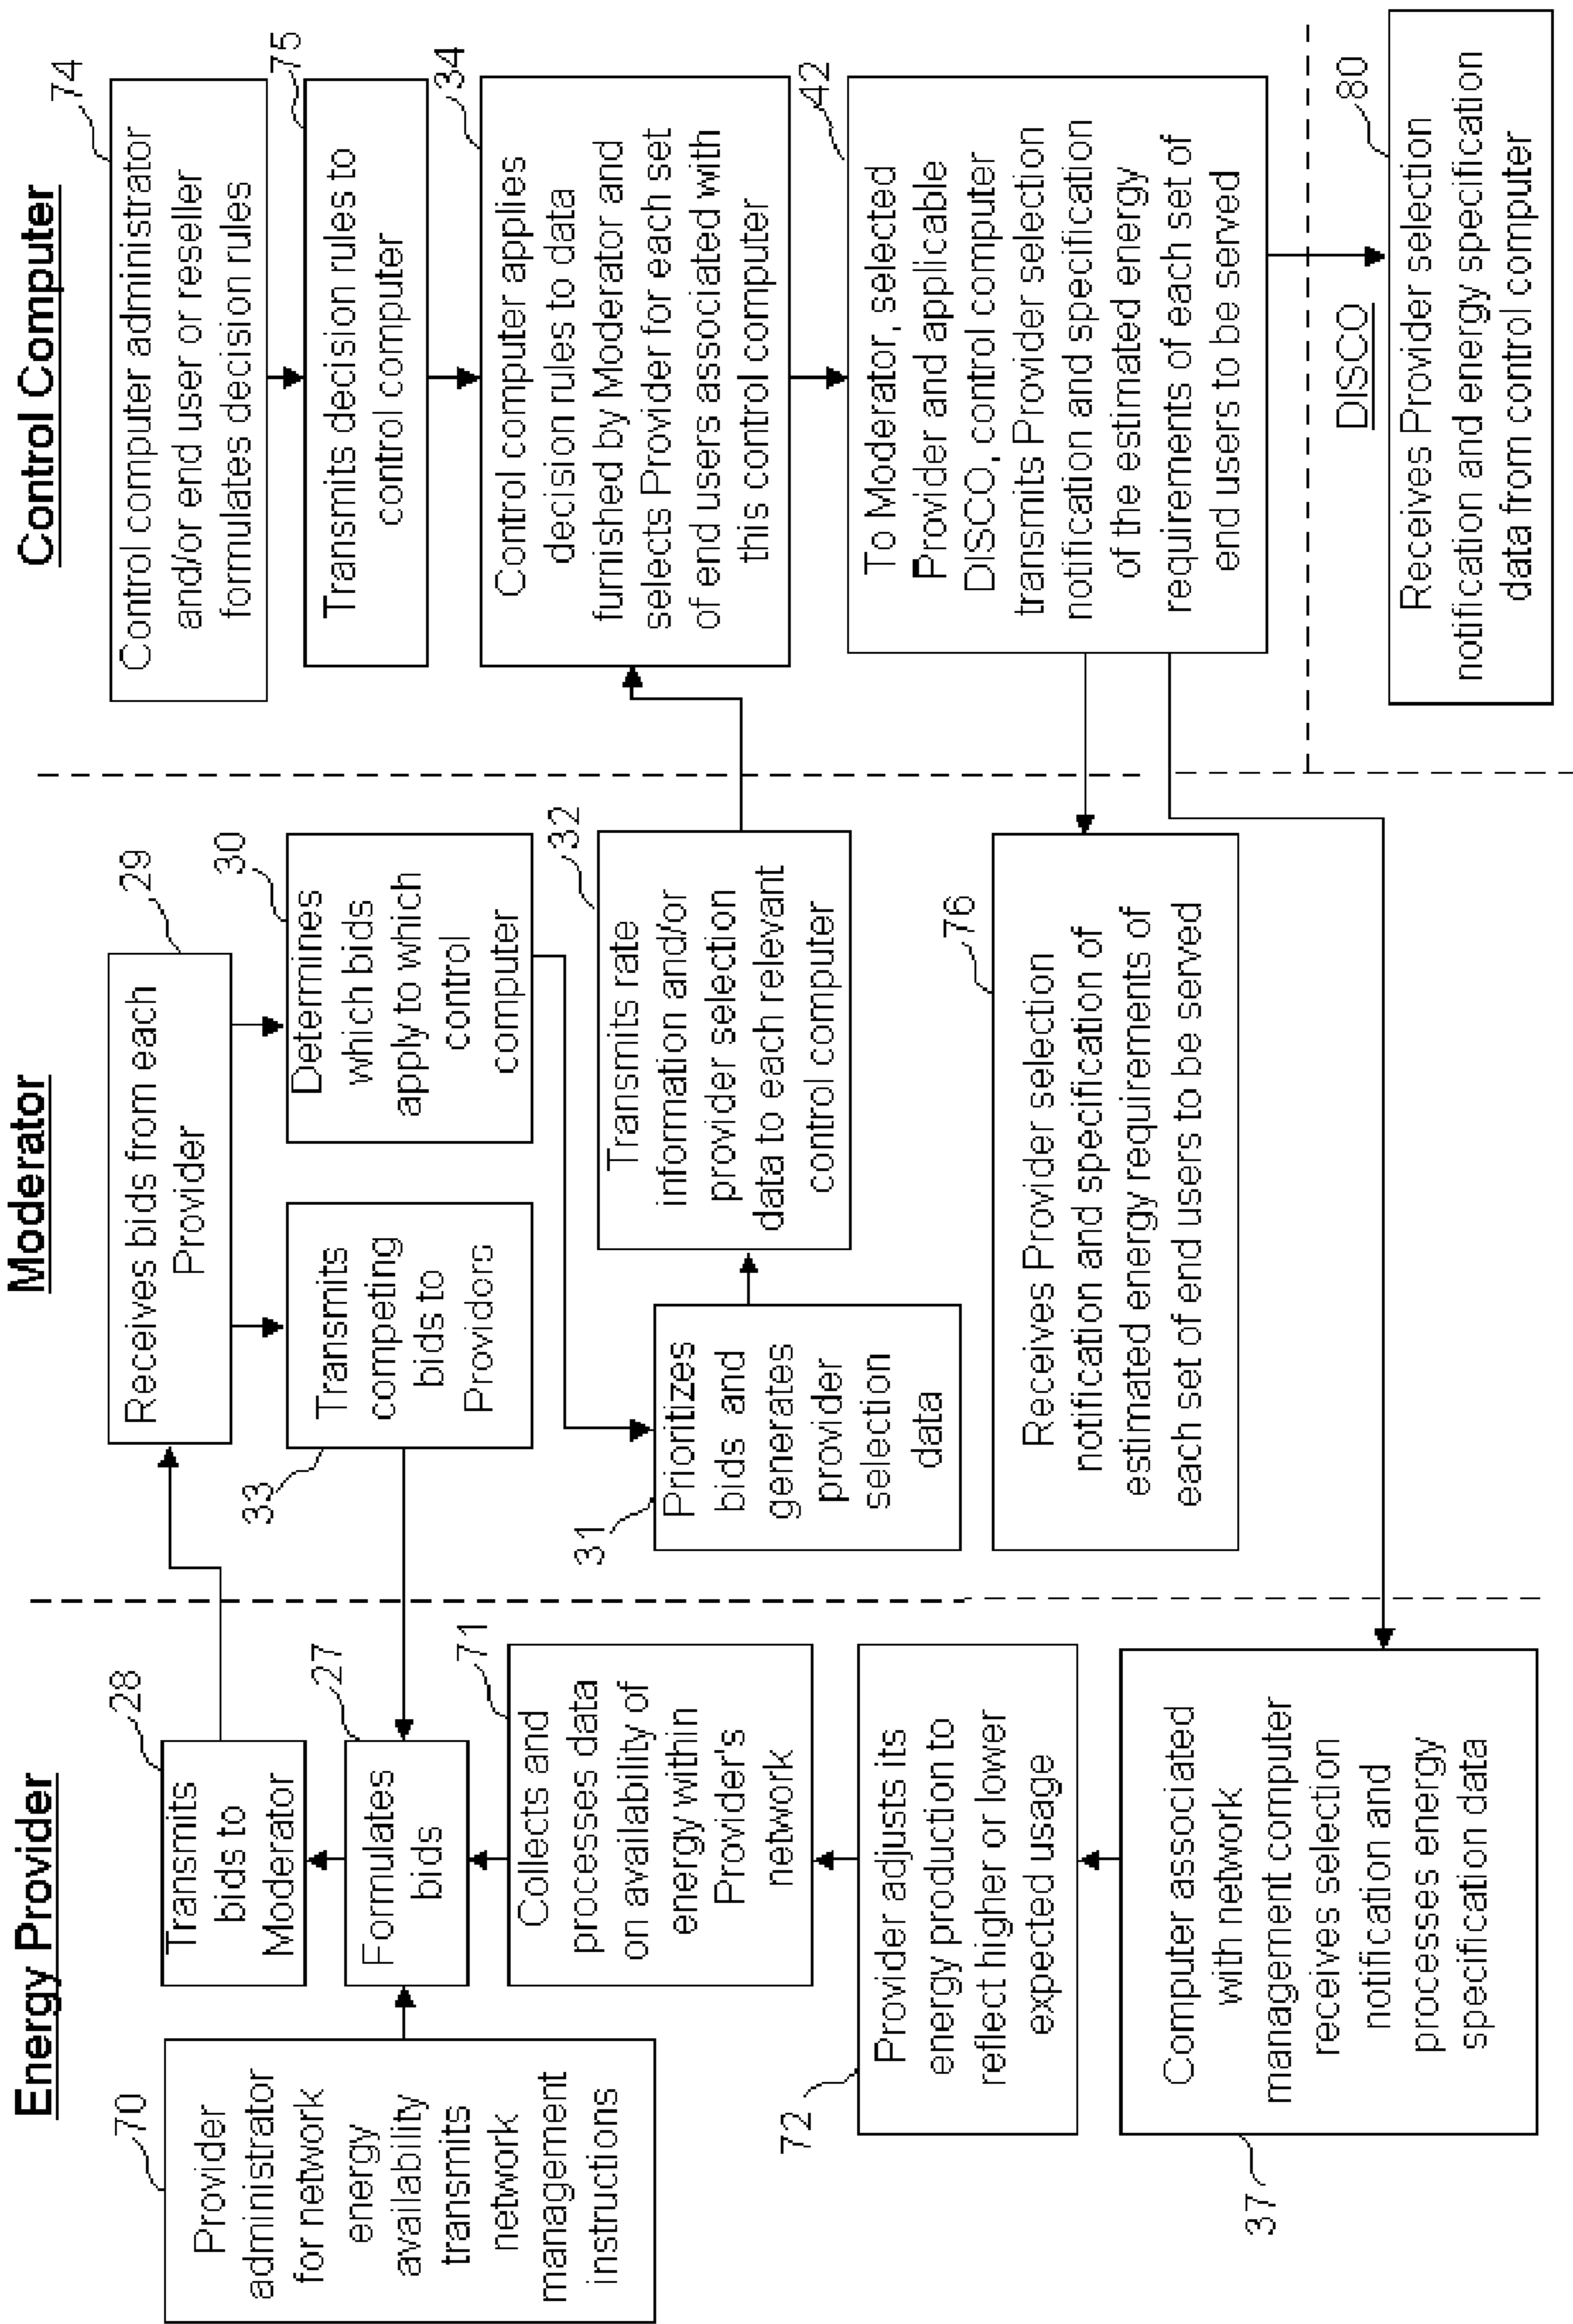 Energy Provider
70
Provider
administrator
for network
energy
availability
transmits
network
management
instructions
28
Transmits
bids to
Moderator
27
Formulates
bids
71
Collects and
processes data
on availability of
energy within
Provider's
network
72
Provider adjusts its
energy production to
reflect higher or lower
expected usage
37
Computer associated
with network
management computer
receives selection
notification and
processes energy
specification data
Moderator
29
Receives bids from each
Provider
33
Transmits
competing
bids to
Providors
30
Determines
which bids
apply to which
control
computer
31
Prioritizes
bids and
generates
provider
selection
data
32
Transmits rate
information and/or
provider selection
data to each relevant
control computer
76
Receives Provider selection
notification and specification of
estimated energy requirements of
each set of end users to be served
Control Computer
74
Control computer administrator
and/or end user or reseller
formulates decision rules
75
Transmits decision rules to
control computer
34
Control computer applies
decision rules to data
furnished by Moderator and
selects Provider for each set
of end users associated with
this control computer
42
To Moderator, selected
Provider and applicable
DISCO, control computer
transmits Provider selection
notification and specification
of the estimated energy
requirements of each set of
end users to be served
DISCO
80
Receives Provider selection
notification and energy specification
data from control computer